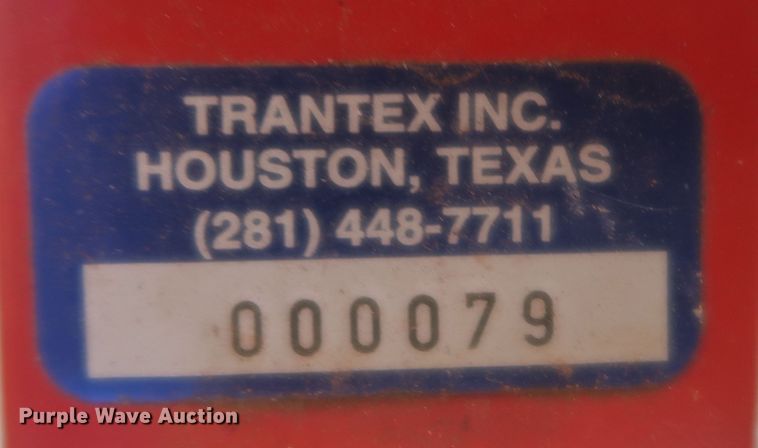 TRANTEX INC.
HOUSTON, TEXAS
(281) 448-7711
000079
Purple Wave Auction